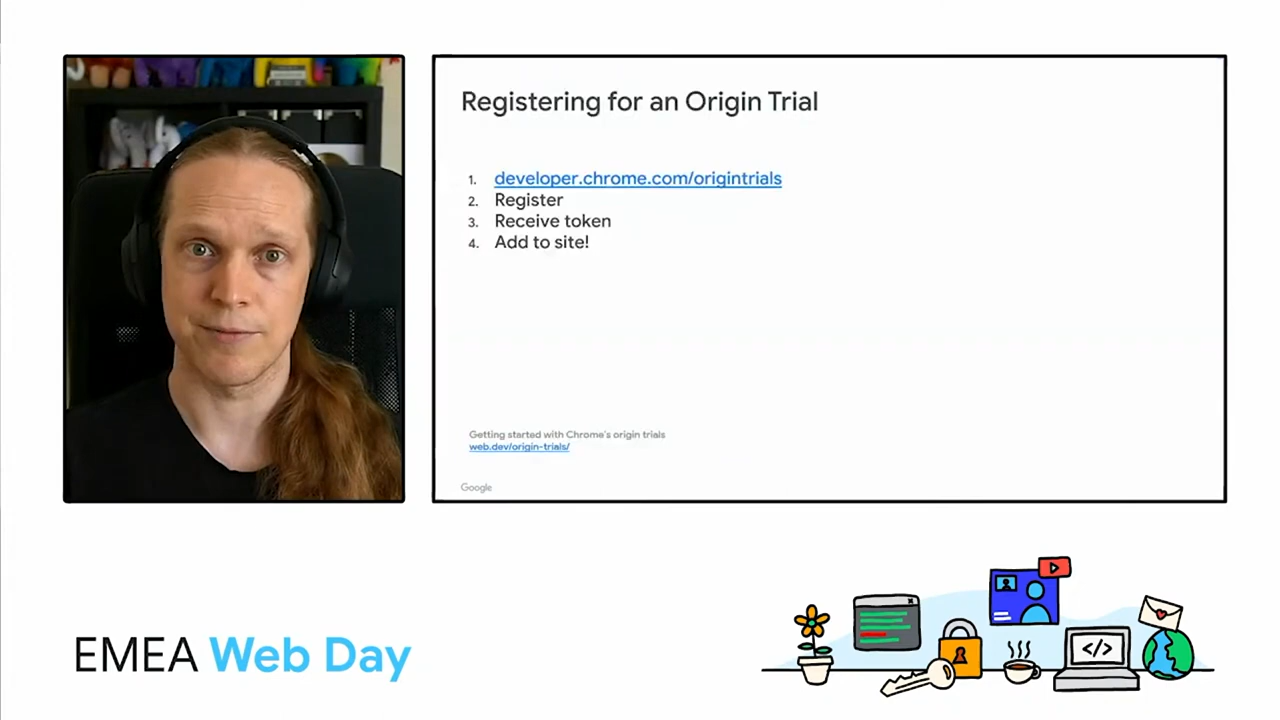 Registering for an Origin Trial
1. developer.chrome.com/origintrials
2. Register
3. Receive token
4. Add to site!
Getting started with Chrome's origin trials
web.dev/origin-trials/
Google
EMEA Web Day
</>